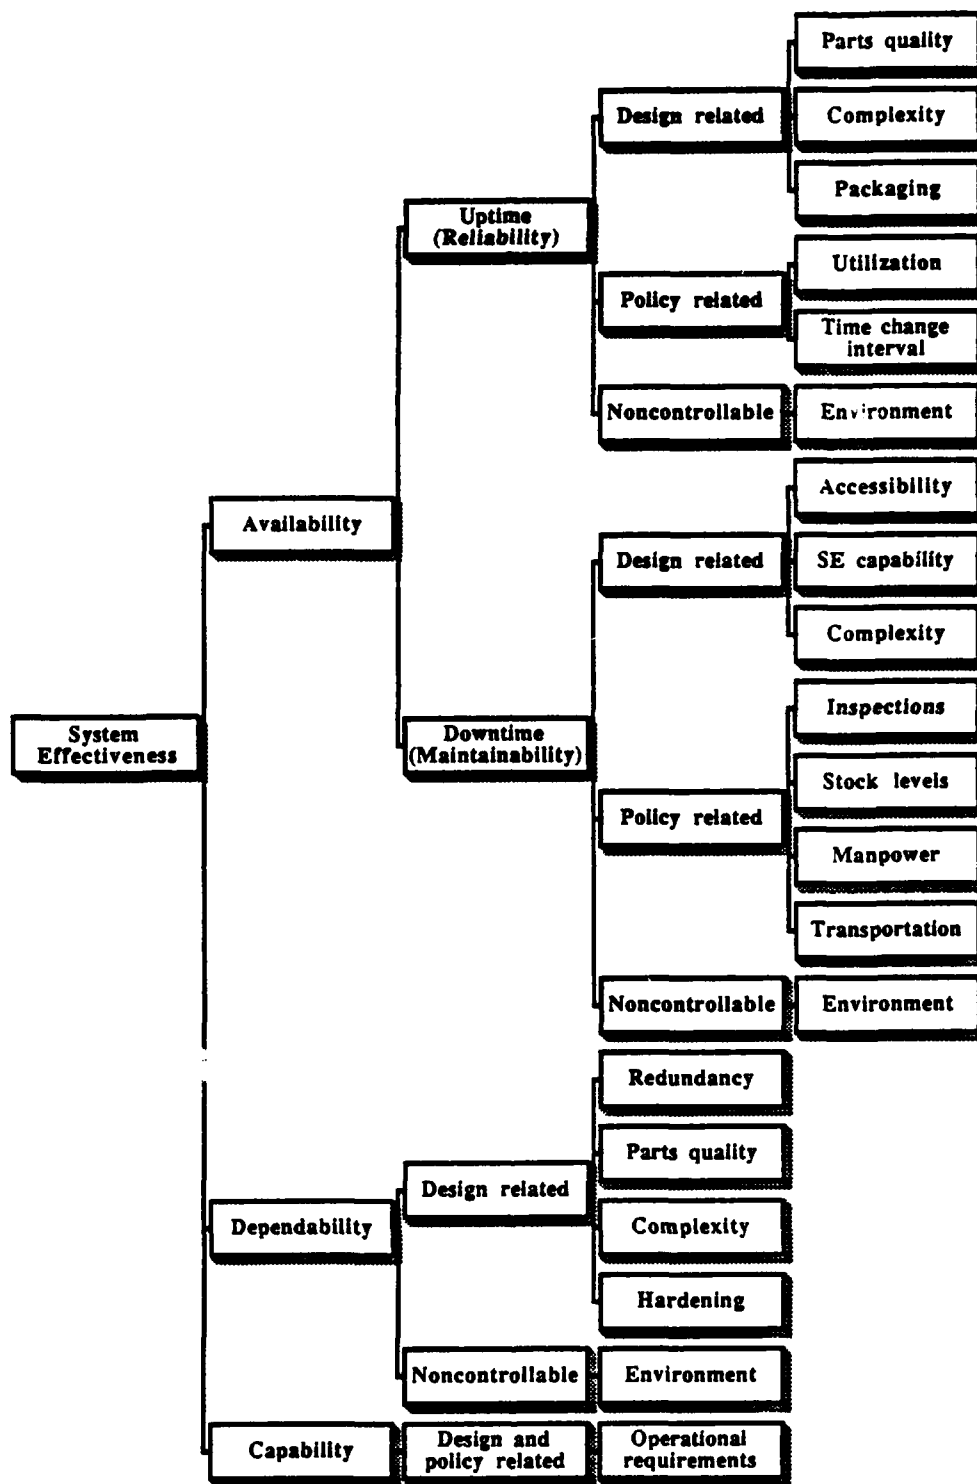 Parts quality
Design related
Complexity
Packaging
Uptime
(Reliability)
Utilization
Policy related
Time change
interval
Noncontrollable
Environment
Accessibility
Availability
Design related
SE capability
Complexity
Inspections
System
Effectiveness
Downtime
(Maintainability)
Stock levels
Policy related
Manpower
Transportation
Noncontrollable
Environment
Redundancy
Parts quality
Design related
Dependability
Complexity
Hardening
Noncontrollable
Environment
Capability
Design and
policy related
Operational
requirements